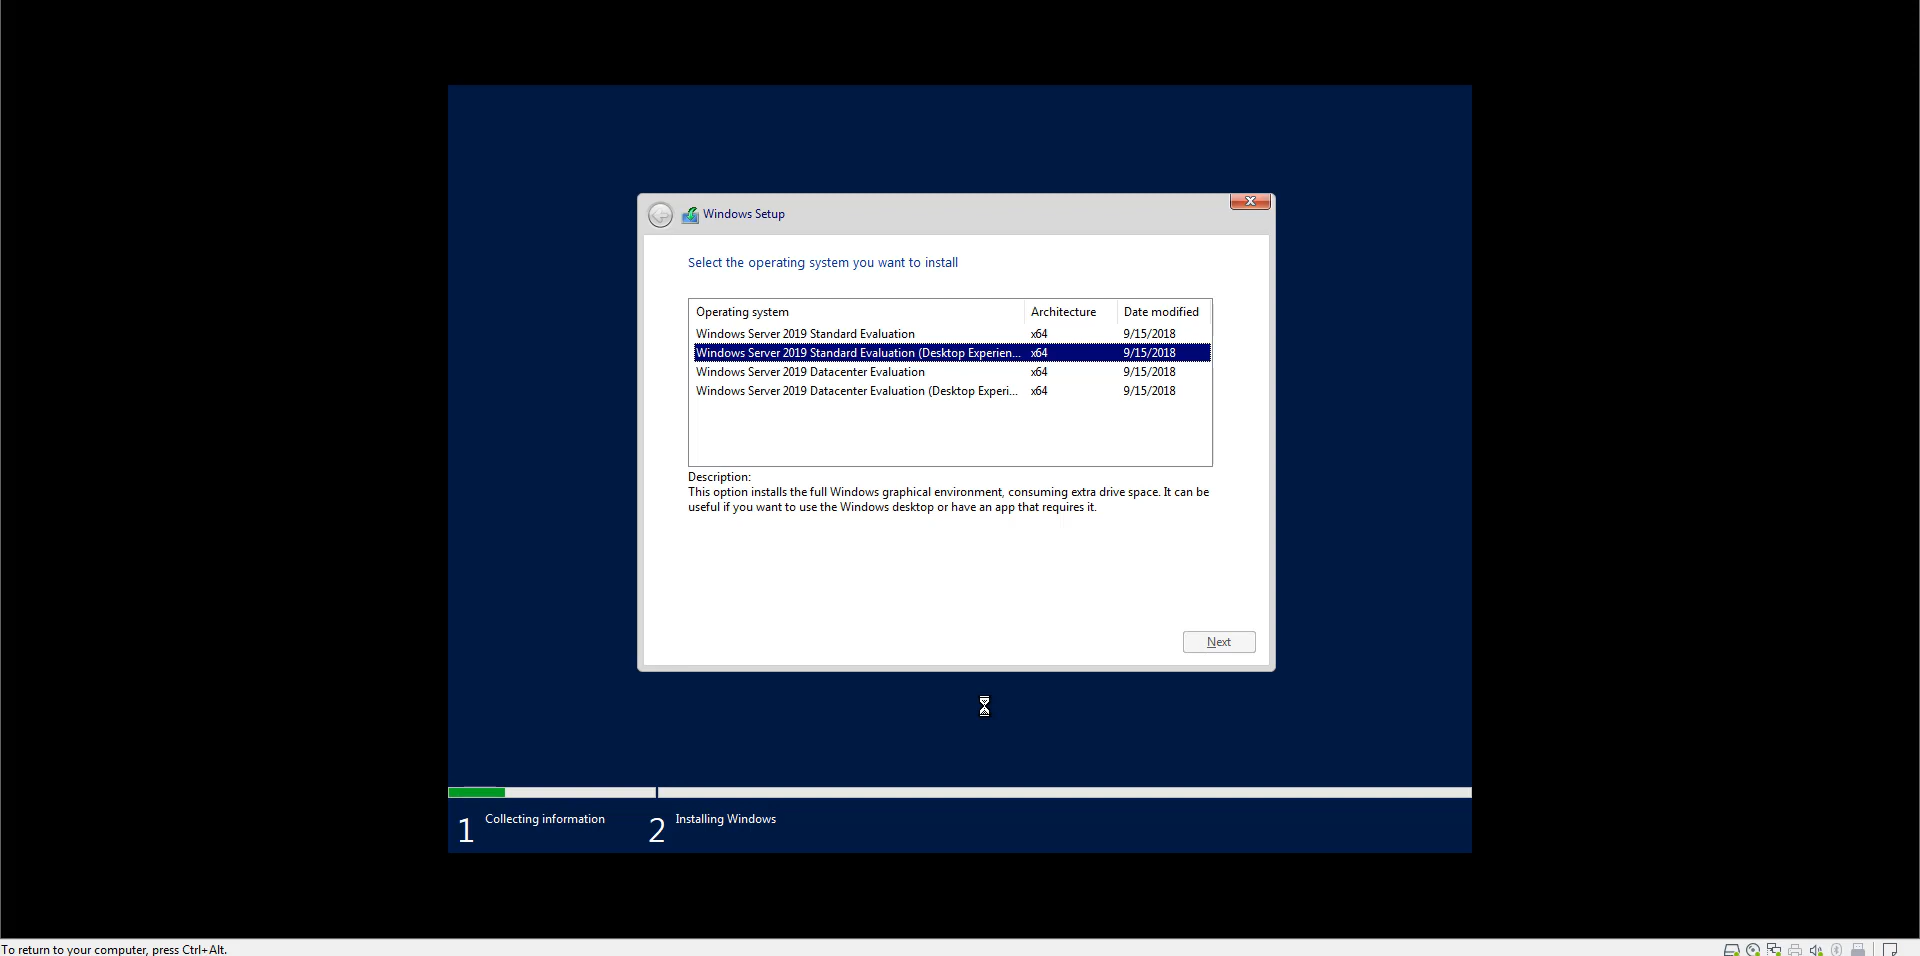 Windows Setup
Select the operating system you want to install
Operating system Architecture Date modified
Windows Server 2019 Standard Evaluation x64 9/15/2018
Windows Server 2019 Standard Evaluation (Desktop Experien... x64 9/15/2018
Windows Server 2019 Datacenter Evaluation x64 9/15/2018
Windows Server 2019 Datacenter Evaluation (Desktop Experi... x64 9/15/2018
Description:
This option installs the full Windows graphical environment, consuming extra drive space. It can be
useful if you want to use the Windows desktop or have an app that requires it.
Next
1 Collecting information 2 Installing Windows
To return to your computer, press Ctrl+Alt.